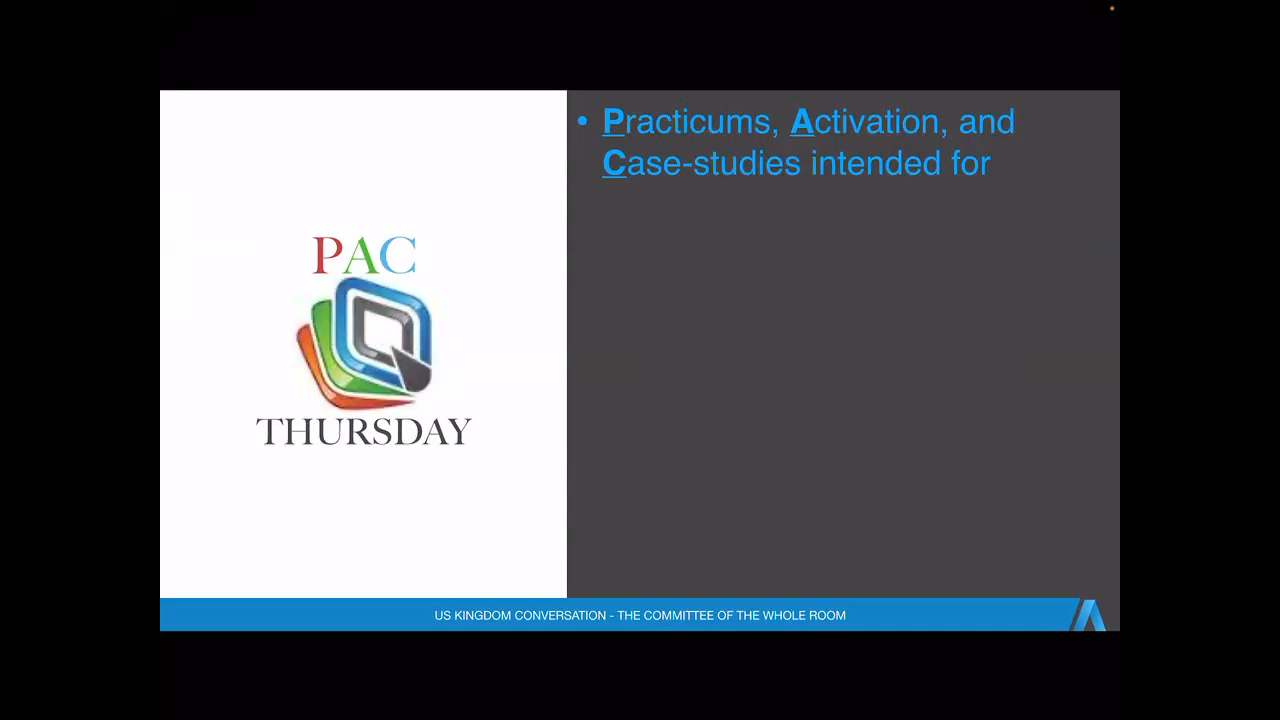 PAC
THURSDAY
• Practicums, Activation, and
Case-studies intended for
US KINGDOM CONVERSATION - THE COMMITTEE OF THE WHOLE ROOM